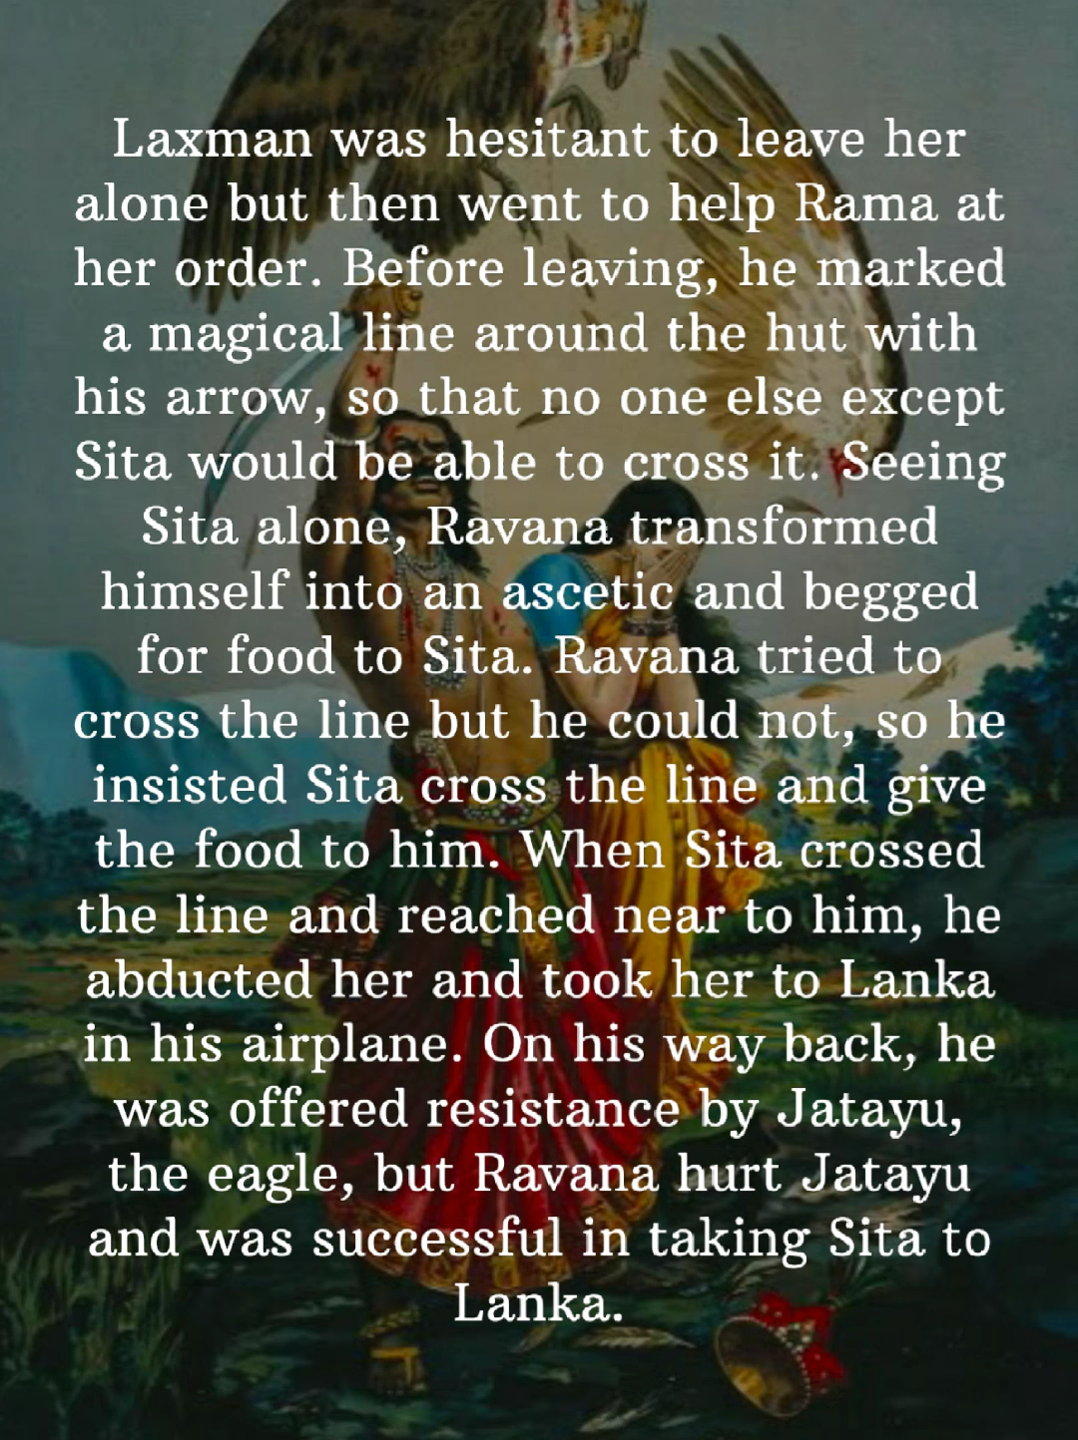 Laxman was hesitant to leave her
alone but then went to help Rama at
her order. Before leaving, he marked
a magical line around the hut with
his arrow, so that no one else except
Sita would be able to cross it. Seeing
Sita alone, Ravana transformed
himself into an ascetic and begged
for food to Sita. Ravana tried to
cross the line but he could not, so he
insisted Sita cross the line and give
the food to him. When Sita crossed
the line and reached near to him, he
abducted her and took her to Lanka
in his airplane. On his way back, he
was offered resistance by Jatayu,
the eagle, but Ravana hurt Jatayu
and was successful in taking Sita to
Lanka.